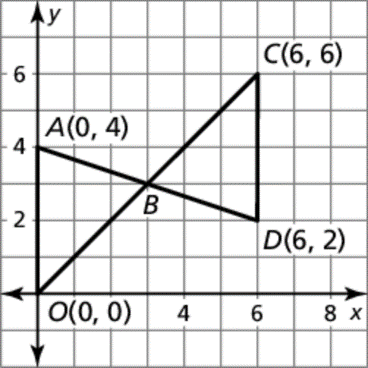 y
C(6, 6)
6
A(0, 4)
4
B
2
D(6, 2)
O(0, 0)
4
6
8
x